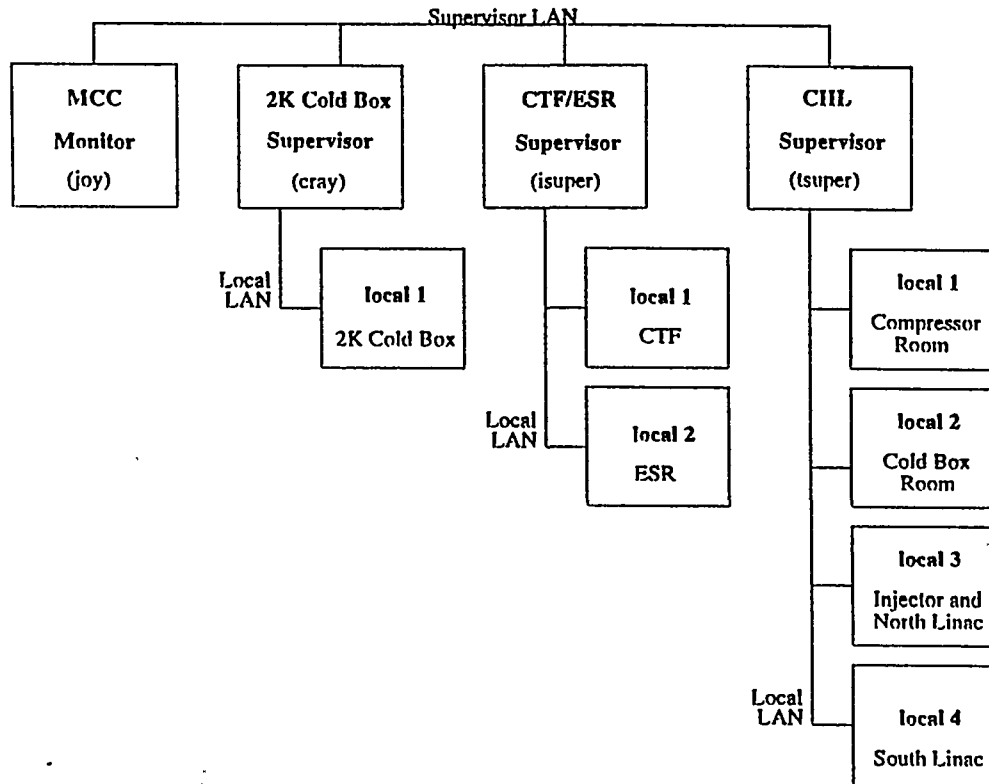 Supervisor LAN
MCC
Monitor
(joy)
2K Cold Box
Supervisor
(cray)
CTF/ESR
Supervisor
(isuper)
CHL
Supervisor
(tsuper)
Local
LAN
local 1
2K Cold Box
local 1
CTF
Local
LAN
local 2
ESR
local 1
Compressor
Room
local 2
Cold Box
Room
local 3
Injector and
North Linac
Local
LAN
local 4
South Linac